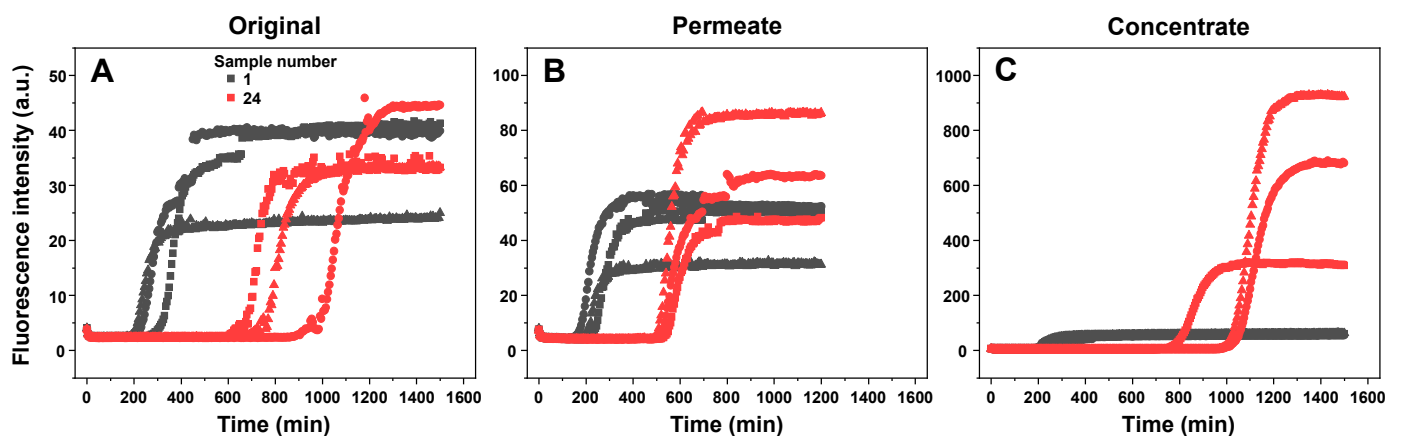 Original
Permeate
Concentrate
A
Sample number
1
24
B
C
Fluorescence intensity (a.u.)
50
40
30
20
10
0
100
80
60
40
20
0
1000
800
600
400
200
0
0 200 400 600 800 1000 1200 1400 1600
0 200 400 600 800 1000 1200 1400 1600
0 200 400 600 800 1000 1200 1400 1600
Time (min)
Time (min)
Time (min)